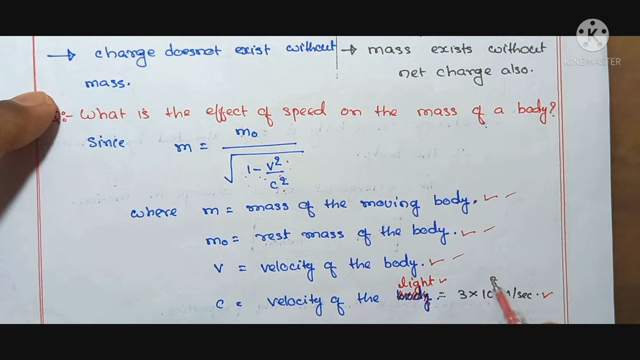 → charge doesnot exist without → mass exists without
mass. net charge also.
:- What is the effect of speed on the mass of a body?
Since m = m₀ / √(1 - v²/c²)
where m = mass of the moving body.
m₀ = rest mass of the body.
v = velocity of the body.
light
c = velocity of the body = 3×10⁸ m/sec.
KINEMASTER